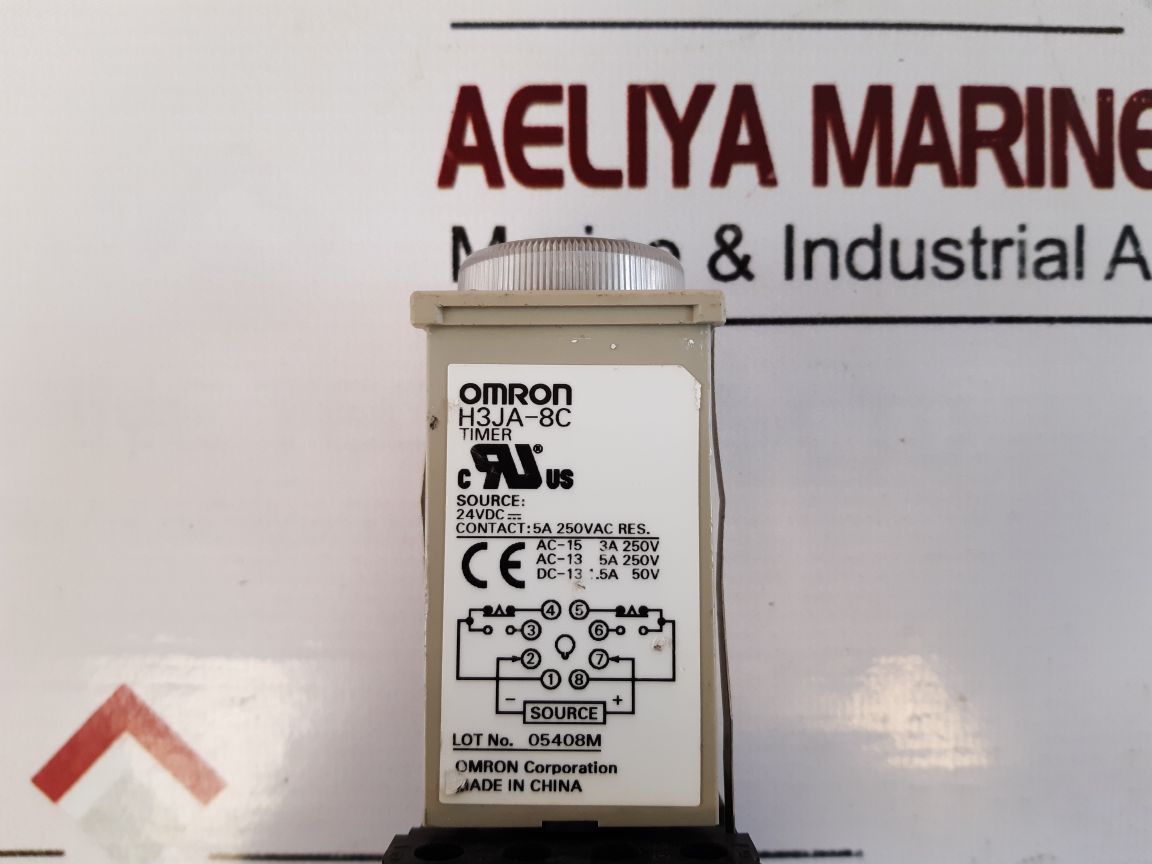 AELIYA MARINE
& Industrial A
OMRON
H3JA-8C
TIMER
c RU ® US
SOURCE:
24VDC ⎓
CONTACT: 5A 250VAC RES.
CE
AC-15 3A 250V
AC-13 5A 250V
DC-13 .5A 50V
4 5
3 6
2 7
1 8
- +
SOURCE
LOT No. 05408M
OMRON Corporation
MADE IN CHINA